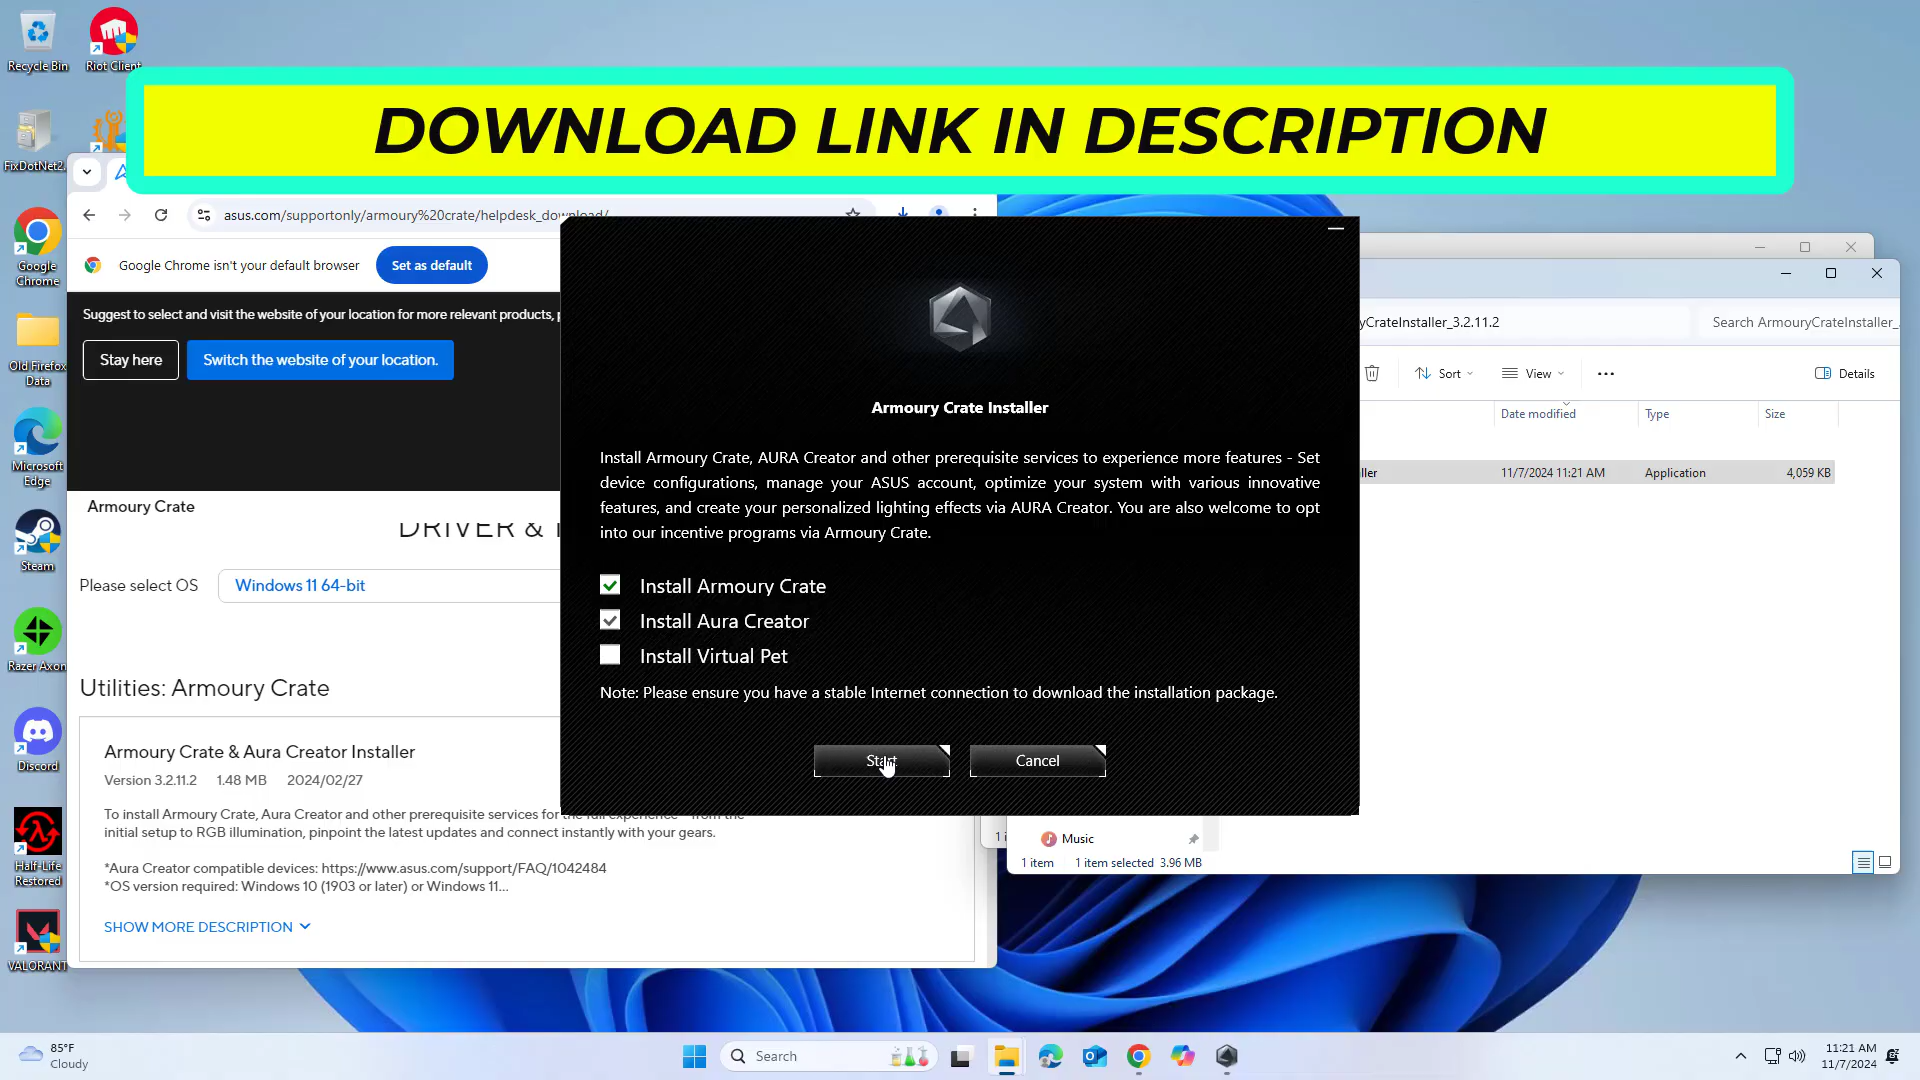 Recycle Bin
Riot Client
DOWNLOAD LINK IN DESCRIPTION
FixDotNet2.
asus.com/supportonly/armoury%20crate/helpdesk_download/
Google Chrome
Google Chrome isn't your default browser
Set as default
Suggest to select and visit the website of your location for more relevant products,
Stay here
Switch the website of your location.
Old Firefox Data
Microsoft Edge
Armoury Crate
DRIVER &
Steam
Please select OS
Windows 11 64-bit
Razer Axon
Utilities: Armoury Crate
Discord
Armoury Crate & Aura Creator Installer
Version 3.2.11.2 1.48 MB 2024/02/27
To install Armoury Crate, Aura Creator and other prerequisite services for
initial setup to RGB illumination, pinpoint the latest updates and connect instantly with your gears.
*Aura Creator compatible devices: https://www.asus.com/support/FAQ/1042484
*OS version required: Windows 10 (1903 or later) or Windows 11...
Half-Life Restored
SHOW MORE DESCRIPTION
VALORANT
Armoury Crate Installer
Install Armoury Crate, AURA Creator and other prerequisite services to experience more features - Set
device configurations, manage your ASUS account, optimize your system with various innovative
features, and create your personalized lighting effects via AURA Creator. You are also welcome to opt
into our incentive programs via Armoury Crate.
Install Armoury Crate
Install Aura Creator
Install Virtual Pet
Note: Please ensure you have a stable Internet connection to download the installation package.
Start
Cancel
yCrateInstaller_3.2.11.2
Search ArmouryCrateInstaller_
Sort
View
Details
Date modified
Type
Size
ller
11/7/2024 11:21 AM
Application
4,059 KB
Music
1 item
1 item selected 3.96 MB
85°F
Cloudy
Search
11:21 AM
11/7/2024